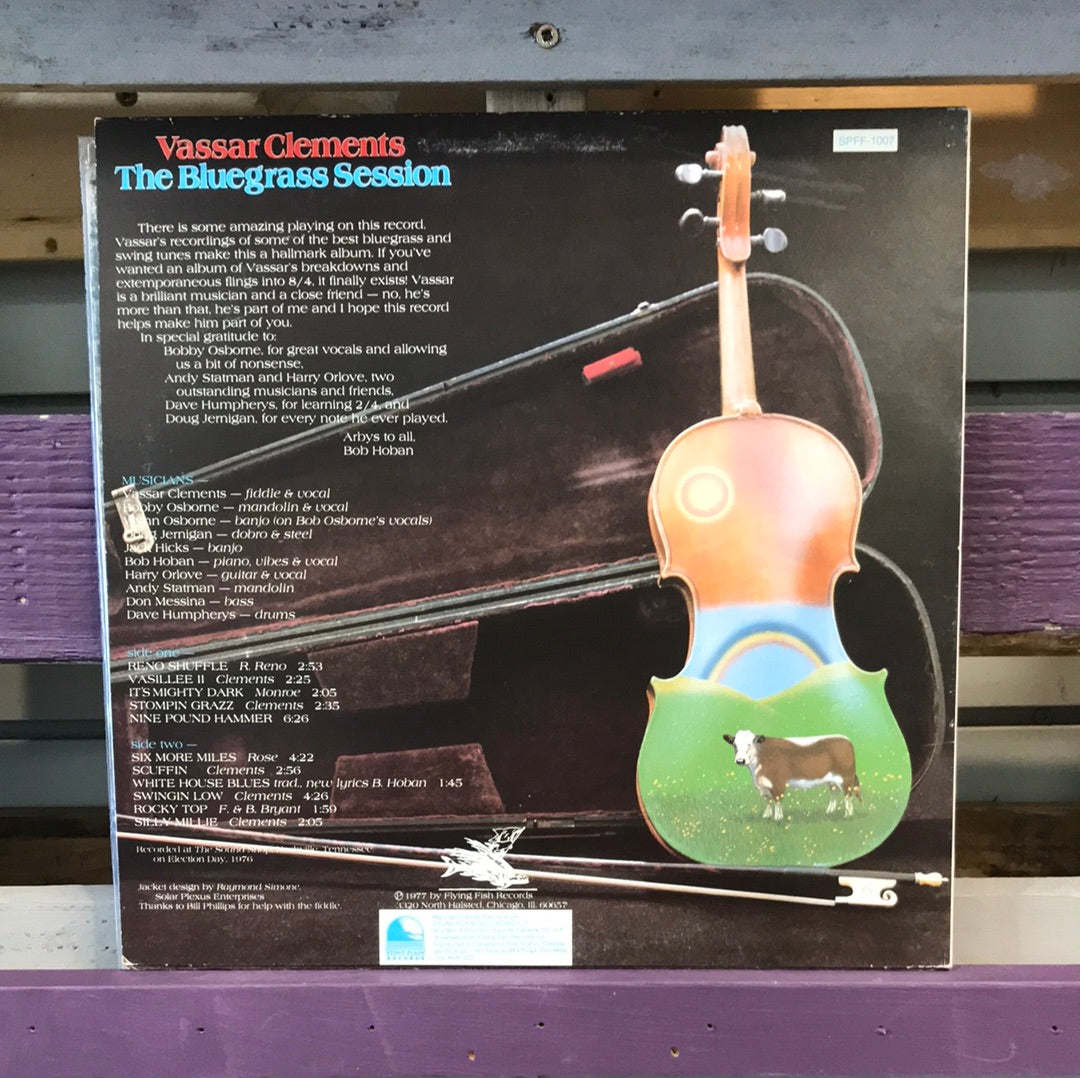 Vassar Clements
The Bluegrass Session
SPFF-1007
There is some amazing playing on this record.
Vassar's recordings of some of the best bluegrass and
swing tunes make this a hallmark album. If you've
wanted an album of Vassar's breakdowns and
extemporaneous flings into 8/4, it finally exists! Vassar
is a brilliant musician and a close friend — no, he's
more than that, he's part of me and I hope this record
helps make him part of you.
In special gratitude to:
Bobby Osborne, for great vocals and allowing
us a bit of nonsense,
Andy Statman and Harry Orlove, two
outstanding musicians and friends,
Dave Humpherys, for learning 2/4, and
Doug Jernigan, for every note he ever played.
Arbys to all,
Bob Hoban
MUSICIANS —
Vassar Clements — fiddle & vocal
Bobby Osborne — mandolin & vocal
Osborne — banjo (on Bob Osborne's vocals)
Doug Jernigan — dobro & steel
Jack Hicks — banjo
Bob Hoban — piano, vibes & vocal
Harry Orlove — guitar & vocal
Andy Statman — mandolin
Don Messina — bass
Dave Humpherys — drums
side one —
RENO SHUFFLE R. Reno 2:53
VASILLEE II Clements 2:25
IT'S MIGHTY DARK Monroe 2:05
STOMPIN GRAZZ Clements 2:35
NINE POUND HAMMER 6:26
side two —
SIX MORE MILES Rose 4:22
SCUFFIN Clements 2:56
WHITE HOUSE BLUES trad., new lyrics B. Hoban 1:45
SWINGIN LOW Clements 4:26
ROCKY TOP F. & B. Bryant 1:59
SILLY MILLIE Clements 2:05
Recorded at The Sound Shop, Nashville, Tennessee
on Election Day, 1976
Jacket design by Raymond Simone,
Solar Plexus Enterprises
Thanks to Bill Phillips for help with the fiddle.
℗ 1977 by Flying Fish Records
3320 North Halsted, Chicago, Ill. 60657
RECORDS